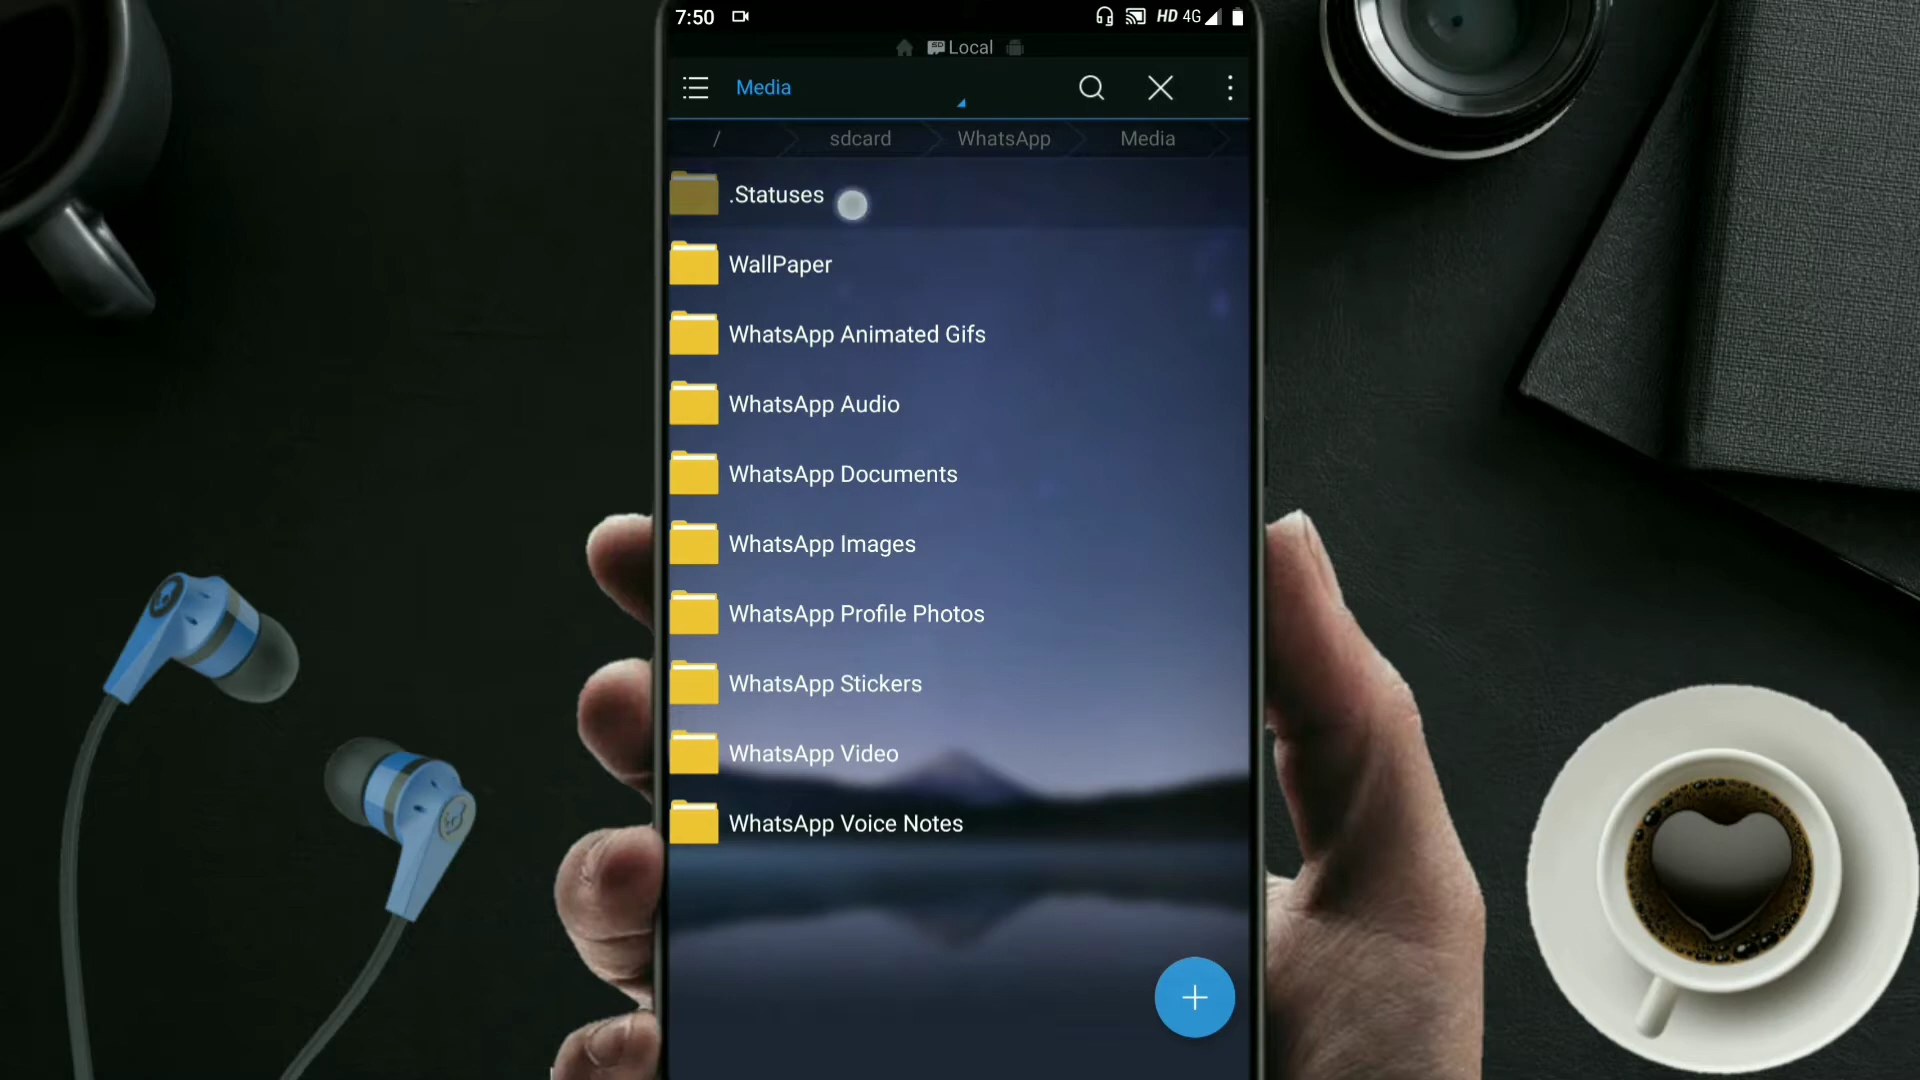 7:50 HD 4G
Local
Media
/ sdcard WhatsApp Media
.Statuses
WallPaper
WhatsApp Animated Gifs
WhatsApp Audio
WhatsApp Documents
WhatsApp Images
WhatsApp Profile Photos
WhatsApp Stickers
WhatsApp Video
WhatsApp Voice Notes